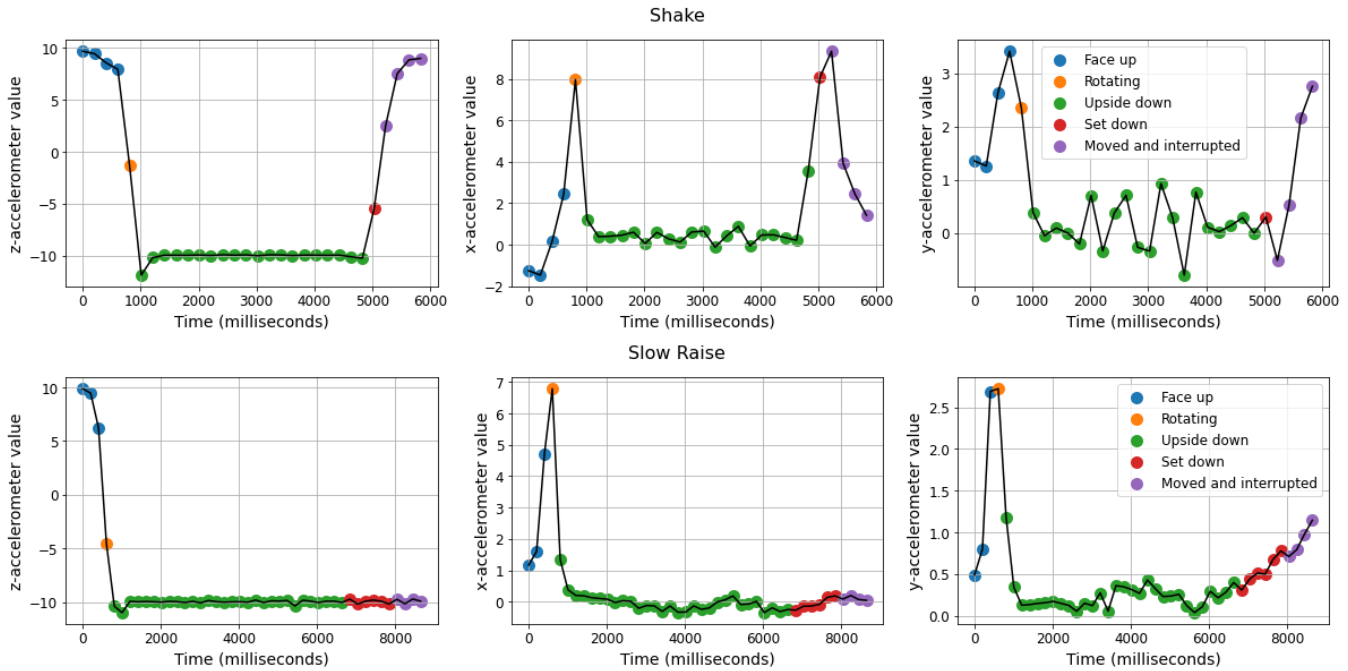 Shake
z-accelerometer value
10
5
0
−5
−10
0
1000
2000
3000
4000
5000
6000
Time (milliseconds)
x-accelerometer value
8
6
4
2
0
−2
0
1000
2000
3000
4000
5000
6000
Time (milliseconds)
y-accelerometer value
3
2
1
0
0
1000
2000
3000
4000
5000
6000
Time (milliseconds)
Face up
Rotating
Upside down
Set down
Moved and interrupted
Slow Raise
z-accelerometer value
10
5
0
−5
−10
0
2000
4000
6000
8000
Time (milliseconds)
x-accelerometer value
7
6
5
4
3
2
1
0
0
2000
4000
6000
8000
Time (milliseconds)
y-accelerometer value
2.5
2.0
1.5
1.0
0.5
0.0
0
2000
4000
6000
8000
Time (milliseconds)
Face up
Rotating
Upside down
Set down
Moved and interrupted